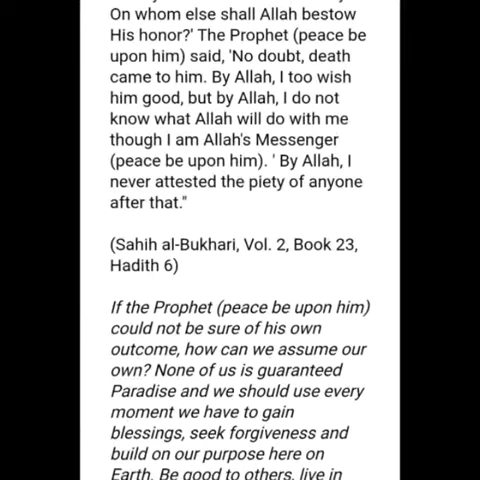 On whom else shall Allah bestow
His honor?' The Prophet (peace be
upon him) said, 'No doubt, death
came to him. By Allah, I too wish
him good, but by Allah, I do not
know what Allah will do with me
though I am Allah's Messenger
(peace be upon him). ' By Allah, I
never attested the piety of anyone
after that."
(Sahih al-Bukhari, Vol. 2, Book 23,
Hadith 6)
If the Prophet (peace be upon him)
could not be sure of his own
outcome, how can we assume our
own? None of us is guaranteed
Paradise and we should use every
moment we have to gain
blessings, seek forgiveness and
build on our purpose here on
Earth. Be good to others, live in